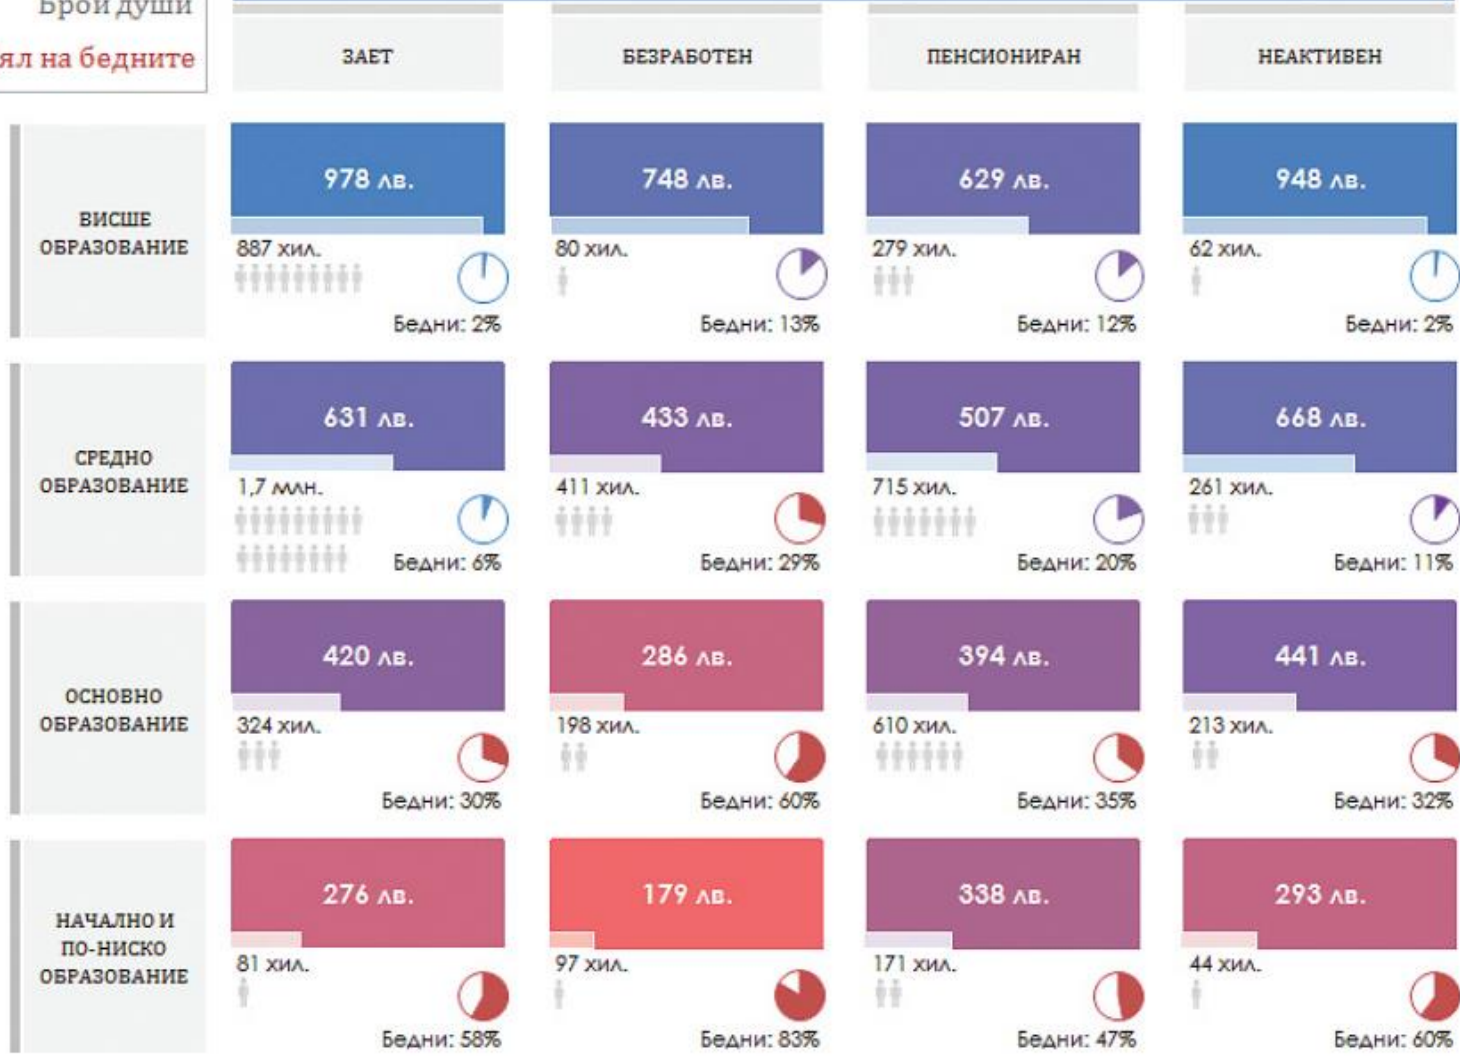 Брой души
ял на бедните
ЗАЕТ
БЕЗРАБОТЕН
ПЕНСИОНИРАН
НЕАКТИВЕН
ВИСШЕ
ОБРАЗОВАНИЕ
978 лв.
887 хил.
Бедни: 2%
748 лв.
80 хил.
Бедни: 13%
629 лв.
279 хил.
Бедни: 12%
948 лв.
62 хил.
Бедни: 2%
СРЕДНО
ОБРАЗОВАНИЕ
631 лв.
1,7 млн.
Бедни: 6%
433 лв.
411 хил.
Бедни: 29%
507 лв.
715 хил.
Бедни: 20%
668 лв.
261 хил.
Бедни: 11%
ОСНОВНО
ОБРАЗОВАНИЕ
420 лв.
324 хил.
Бедни: 30%
286 лв.
198 хил.
Бедни: 60%
394 лв.
610 хил.
Бедни: 35%
441 лв.
213 хил.
Бедни: 32%
НАЧАЛНО И
ПО-НИСКО
ОБРАЗОВАНИЕ
276 лв.
81 хил.
Бедни: 58%
179 лв.
97 хил.
Бедни: 83%
338 лв.
171 хил.
Бедни: 47%
293 лв.
44 хил.
Бедни: 60%